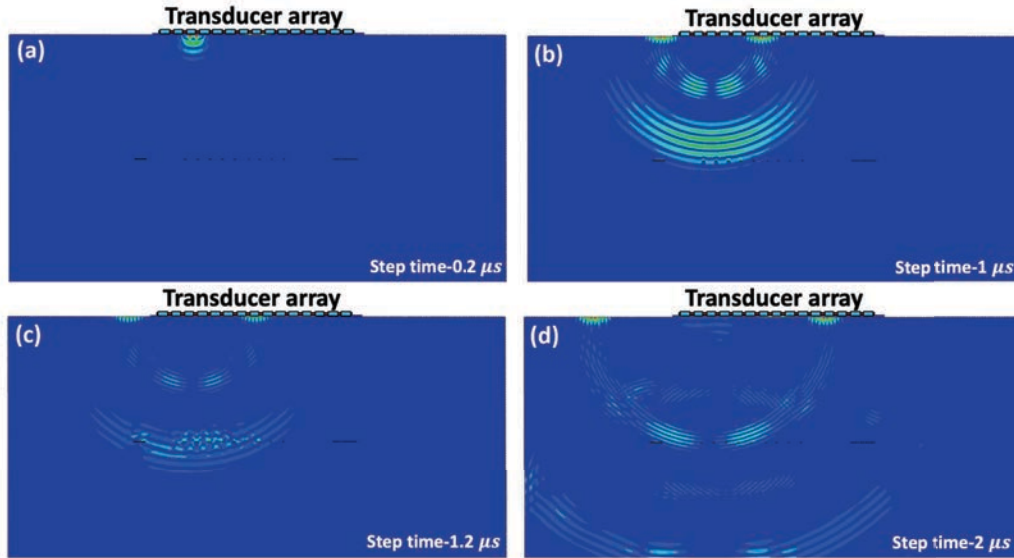 Transducer array
(a)
Step time-0.2 μs
Transducer array
(b)
Step time-1 μs
Transducer array
(c)
Step time-1.2 μs
Transducer array
(d)
Step time-2 μs